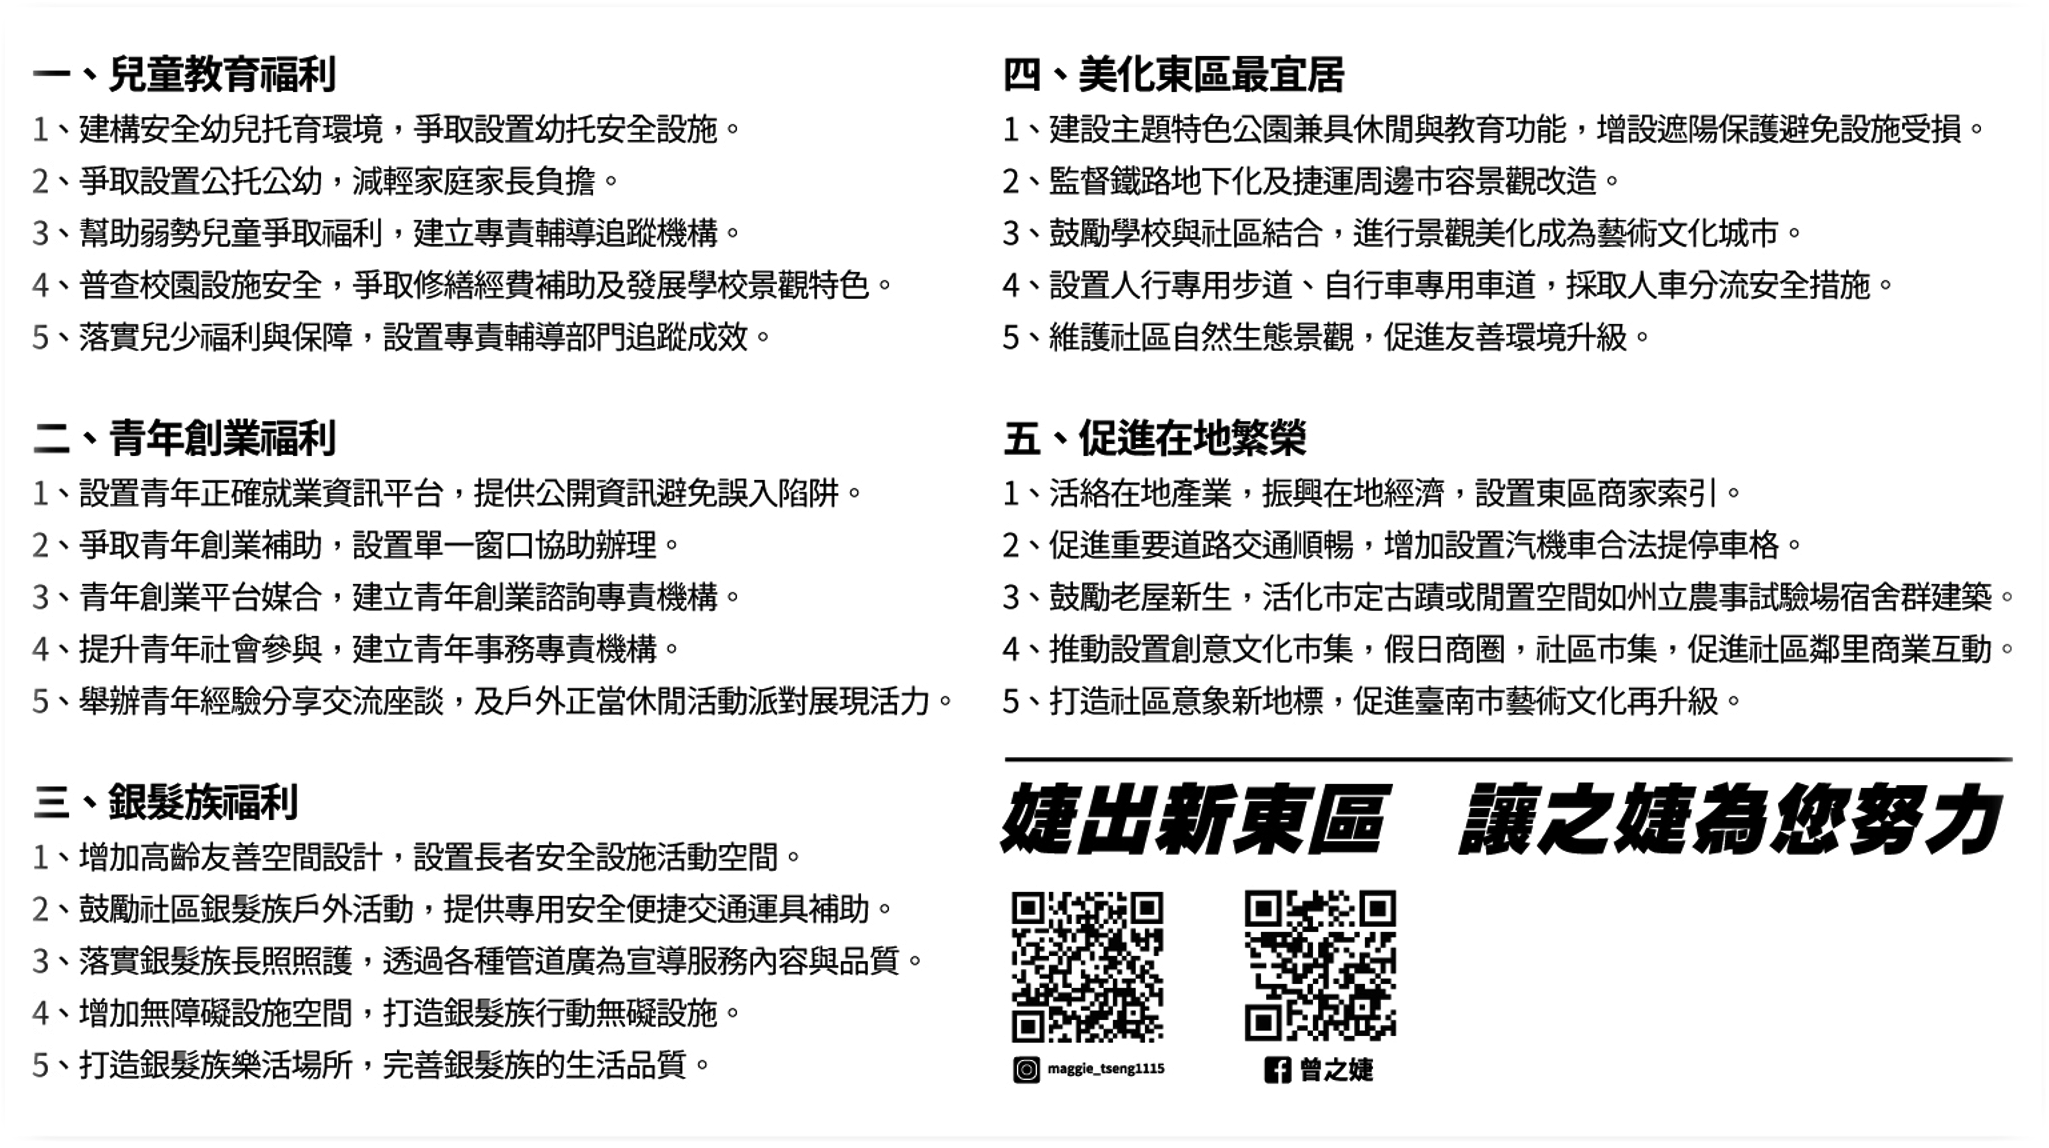 一、兒童教育福利
1、建構安全幼兒托育環境，爭取設置幼托安全設施。
2、爭取設置公托公幼，減輕家庭家長負擔。
3、幫助弱勢兒童爭取福利，建立專責輔導追蹤機構。
4、普查校園設施安全，爭取修繕經費補助及發展學校景觀特色。
5、落實兒少福利與保障，設置專責輔導部門追蹤成效。
二、青年創業福利
1、設置青年正確就業資訊平台，提供公開資訊避免誤入陷阱。
2、爭取青年創業補助，設置單一窗口協助辦理。
3、青年創業平台媒合，建立青年創業諮詢專責機構。
4、提升青年社會參與，建立青年事務專責機構。
5、舉辦青年經驗分享交流座談，及戶外正當休閒活動派對展現活力。
三、銀髮族福利
1、增加高齡友善空間設計，設置長者安全設施活動空間。
2、鼓勵社區銀髮族戶外活動，提供專用安全便捷交通運具補助。
3、落實銀髮族長照照護，透過各種管道廣為宣導服務內容與品質。
4、增加無障礙設施空間，打造銀髮族行動無礙設施。
5、打造銀髮族樂活場所，完善銀髮族的生活品質。
四、美化東區最宜居
1、建設主題特色公園兼具休閒與教育功能，增設遮陽保護避免設施受損。
2、監督鐵路地下化及捷運周邊市容景觀改造。
3、鼓勵學校與社區結合，進行景觀美化成為藝術文化城市。
4、設置人行專用步道、自行車專用車道，採取人車分流安全措施。
5、維護社區自然生態景觀，促進友善環境升級。
五、促進在地繁榮
1、活絡在地產業，振興在地經濟，設置東區商家索引。
2、促進重要道路交通順暢，增加設置汽機車合法提停車格。
3、鼓勵老屋新生，活化市定古蹟或閒置空間如州立農事試驗場宿舍群建築。
4、推動設置創意文化市集，假日商圈，社區市集，促進社區鄰里商業互動。
5、打造社區意象新地標，促進臺南市藝術文化再升級。
婕出新東區　讓之婕為您努力
maggie_tseng1115
曾之婕